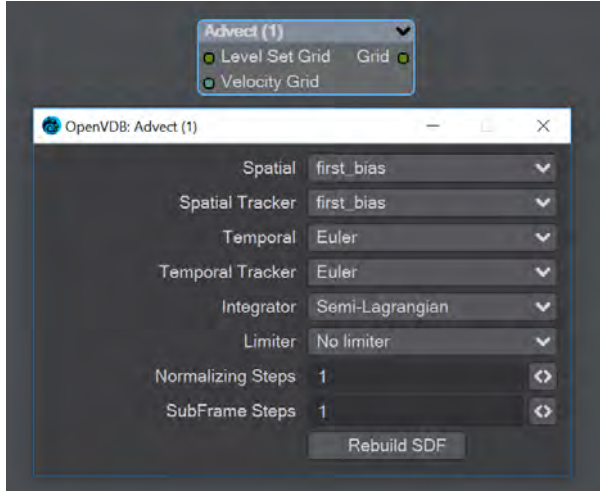 Advect (1)
Level Set Grid Grid
Velocity Grid
OpenVDB: Advect (1)
Spatial first_bias
Spatial Tracker first_bias
Temporal Euler
Temporal Tracker Euler
Integrator Semi-Lagrangian
Limiter No limiter
Normalizing Steps 1
SubFrame Steps 1
Rebuild SDF